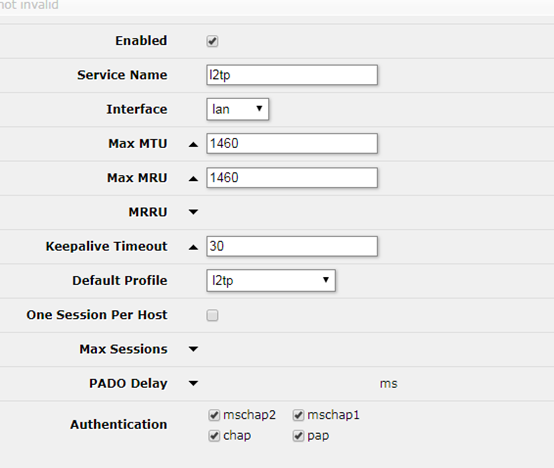 not invalid
Enabled
Service Name l2tp
Interface lan
Max MTU 1460
Max MRU 1460
MRRU
Keepalive Timeout 30
Default Profile l2tp
One Session Per Host
Max Sessions
PADO Delay ms
Authentication mschap2 mschap1
chap pap